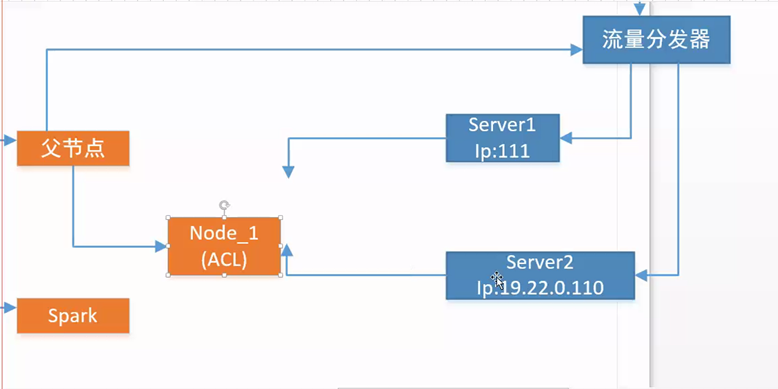 流量分发器
Server1
Ip:111
父节点
Node_1
(ACL)
Server2
Ip:19.22.0.110
Spark